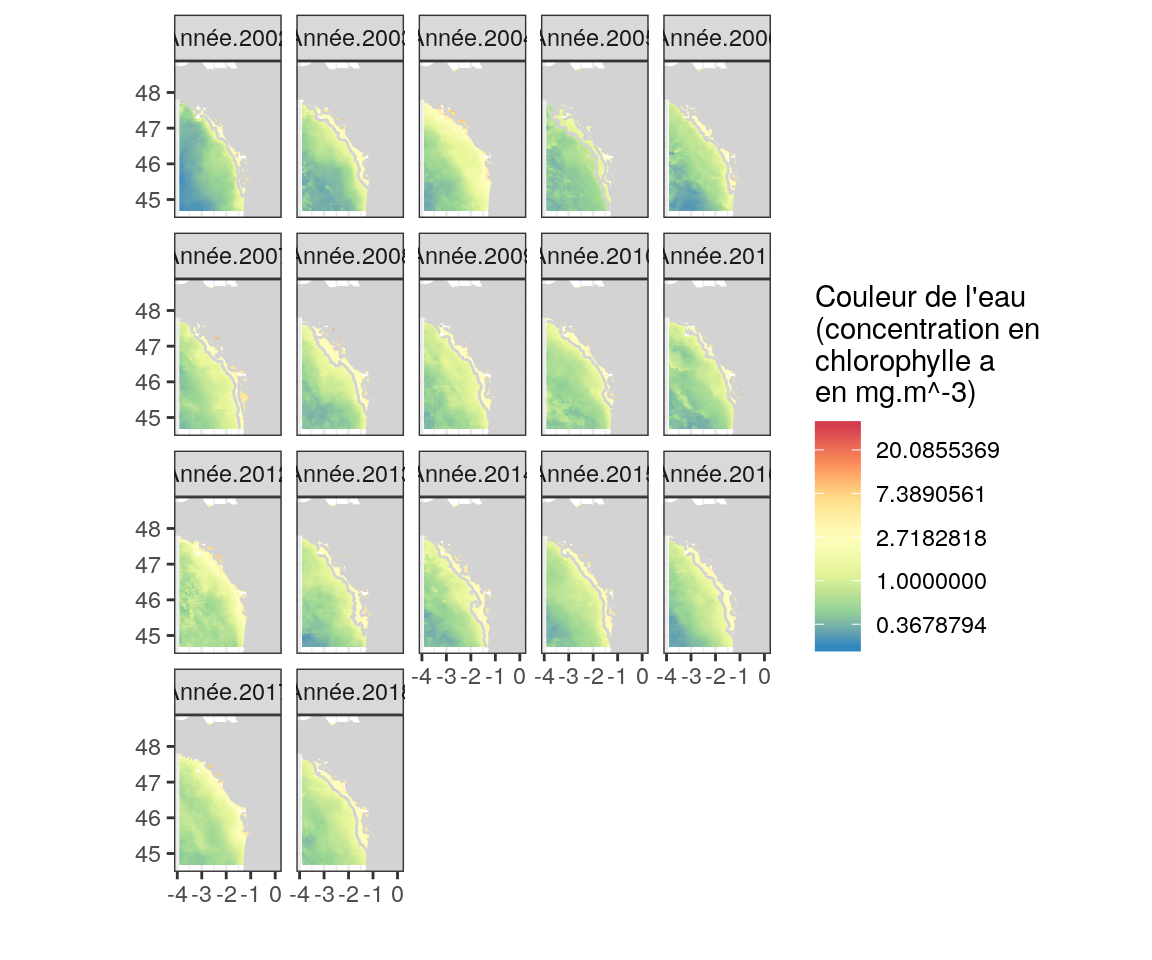 Année.2002 Année.2003 Année.2004 Année.2005 Année.2006
48
47
46
45
Année.2007 Année.2008 Année.2009 Année.2010 Année.201
48
47
46
45
Couleur de l'eau
(concentration en
chlorophylle a
en mg.m^-3)
20.0855369
7.3890561
2.7182818
1.0000000
0.3678794
Année.2012 Année.2013 Année.2014 Année.2015 Année.2016
48
47
46
45
-4 -3 -2 -1 0 -4 -3 -2 -1 0 -4 -3 -2 -1 0
Année.2017 Année.2018
48
47
46
45
-4 -3 -2 -1 0 -4 -3 -2 -1 0